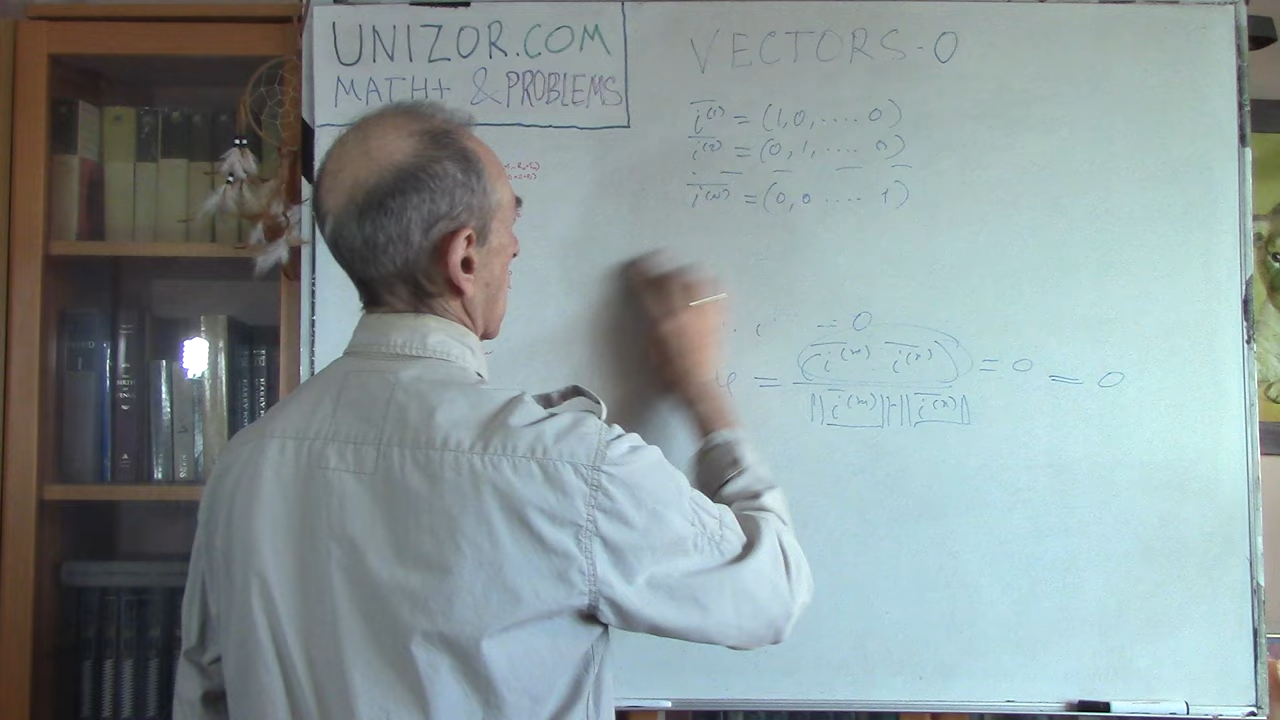 UNIZOR.COM
MATH+ & PROBLEMS
VECTORS-0
i⁽¹⁾ = (1, 0, .... 0)
i⁽²⁾ = (0, 1, .... 0)
i⁽ᴺ⁾ = (0, 0 .... 1)
= 0
φ = (i⁽ᵐ⁾ · i⁽ⁿ⁾) / ||i⁽ᵐ⁾||·||i⁽ⁿ⁾|| = 0 = 0